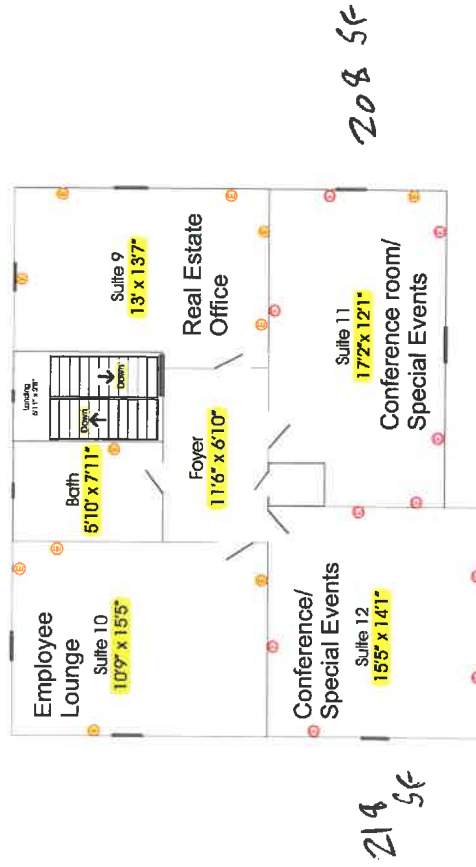 Employee
Lounge
Suite 10
10'9" x 15'5"
Bath
5'10" x 7'11"
Landing
Down
Down
Suite 9
13' x 13'7"
Real Estate
Office
Foyer
11'6" x 6'10"
Conference/
Special Events
Suite 12
15'5" x 14'1"
Suite 11
17'2" x 12'1"
Conference room/
Special Events
218
SF
208 SF